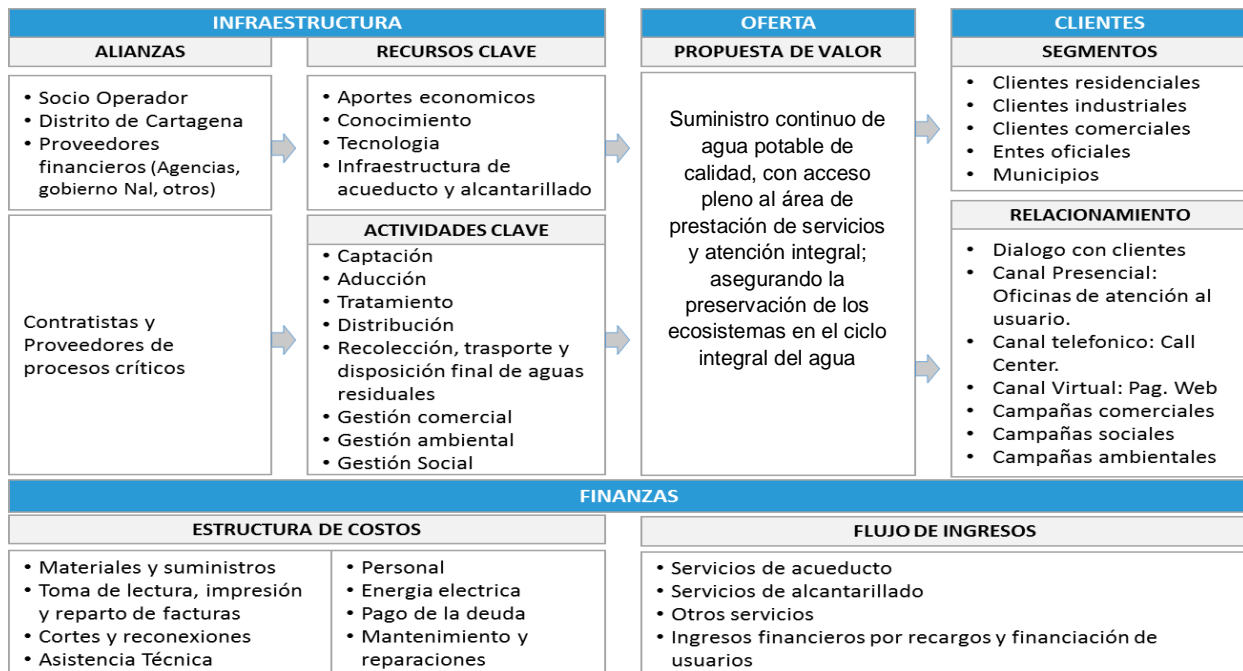 INFRAESTRUCTURA
ALIANZAS
• Socio Operador
• Distrito de Cartagena
• Proveedores
financieros (Agencias,
gobierno Nal, otros)
Contratistas y
Proveedores de
procesos críticos
RECURSOS CLAVE
• Aportes economicos
• Conocimiento
• Tecnologia
• Infraestructura de
acueducto y alcantarillado
ACTIVIDADES CLAVE
• Captación
• Aducción
• Tratamiento
• Distribución
• Recolección, trasporte y
disposición final de aguas
residuales
• Gestión comercial
• Gestión ambiental
• Gestión Social
OFERTA
PROPUESTA DE VALOR
Suministro continuo de
agua potable de
calidad, con acceso
pleno al área de
prestación de servicios
y atención integral;
asegurando la
preservación de los
ecosistemas en el ciclo
integral del agua
CLIENTES
SEGMENTOS
• Clientes residenciales
• Clientes industriales
• Clientes comerciales
• Entes oficiales
• Municipios
RELACIONAMIENTO
• Dialogo con clientes
• Canal Presencial:
Oficinas de atención al
usuario.
• Canal telefonico: Call
Center.
• Canal Virtual: Pag. Web
• Campañas comerciales
• Campañas sociales
• Campañas ambientales
FINANZAS
ESTRUCTURA DE COSTOS
• Materiales y suministros
• Toma de lectura, impresión
y reparto de facturas
• Cortes y reconexiones
• Asistencia Técnica
• Personal
• Energia electrica
• Pago de la deuda
• Mantenimiento y
reparaciones
FLUJO DE INGRESOS
• Servicios de acueducto
• Servicios de alcantarillado
• Otros servicios
• Ingresos financieros por recargos y financiación de
usuarios